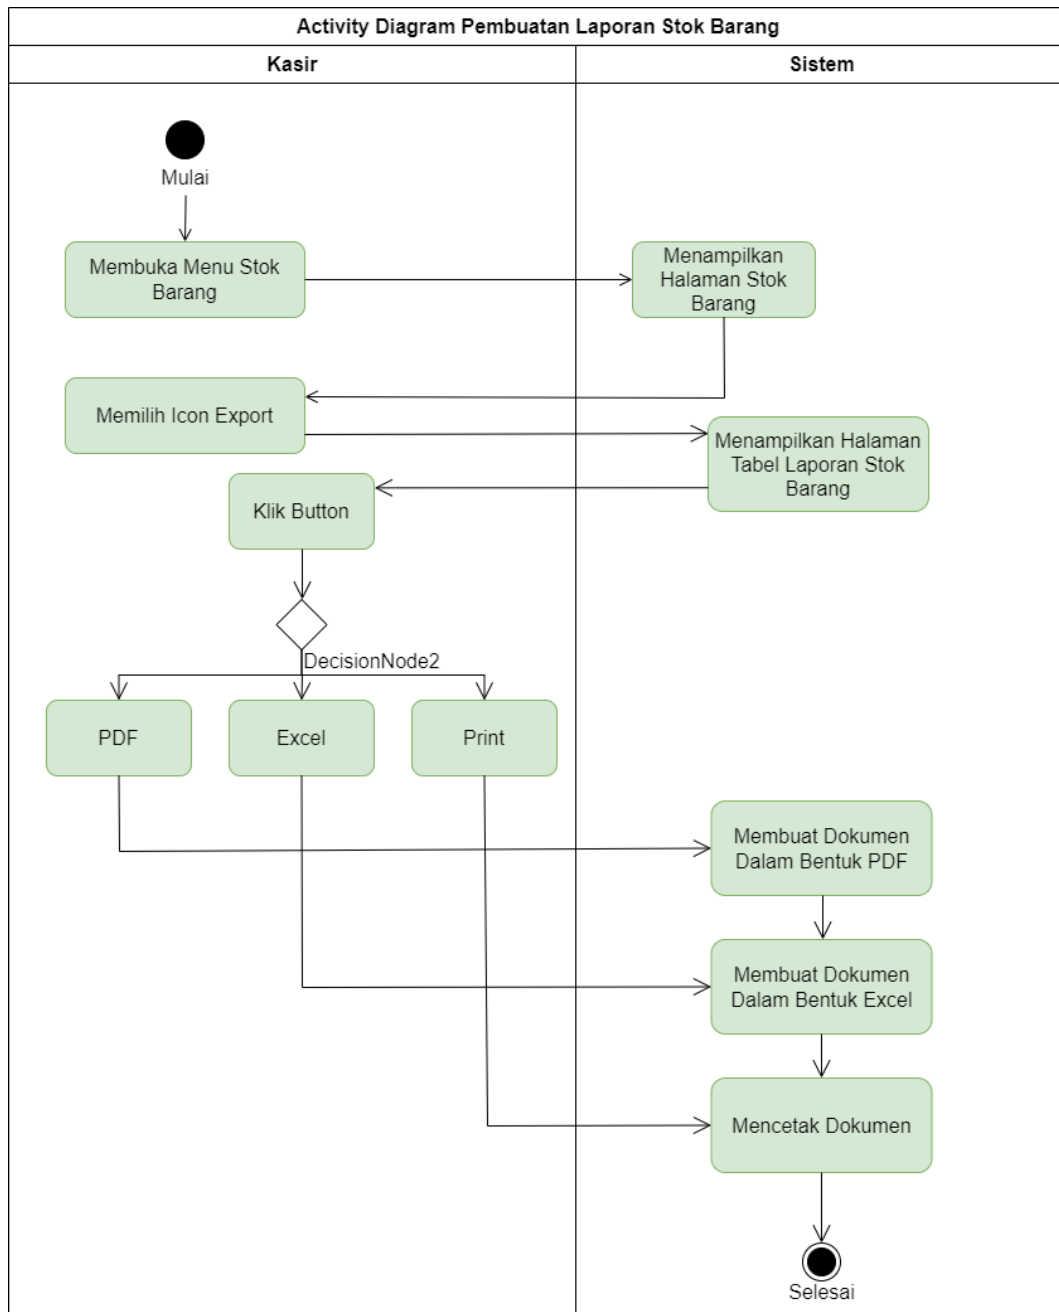 Activity Diagram Pembuatan Laporan Stok Barang
Kasir
Sistem
Mulai
Membuka Menu Stok
Barang
Menampilkan
Halaman Stok
Barang
Memilih Icon Export
Menampilkan Halaman
Tabel Laporan Stok
Barang
Klik Button
DecisionNode2
PDF
Excel
Print
Membuat Dokumen
Dalam Bentuk PDF
Membuat Dokumen
Dalam Bentuk Excel
Mencetak Dokumen
Selesai